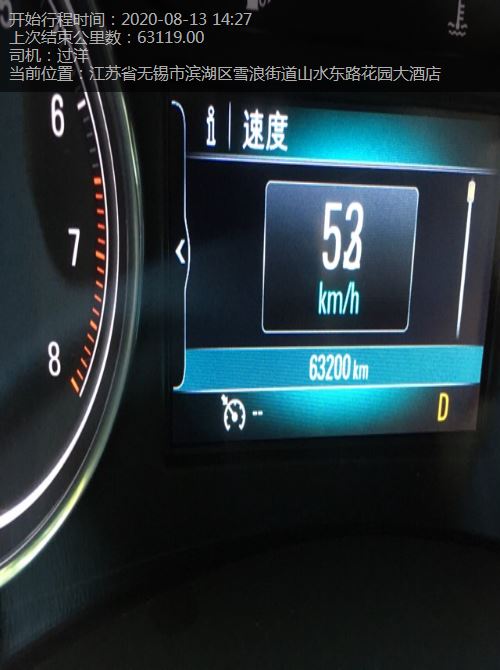 开始行程时间：2020-08-13 14:27
上次结束公里数：63119.00
司机：过洋
当前位置：江苏省无锡市滨湖区雪浪街道山水东路花园大酒店
6
7
8
i 速度
km/h
63200 km
--
D